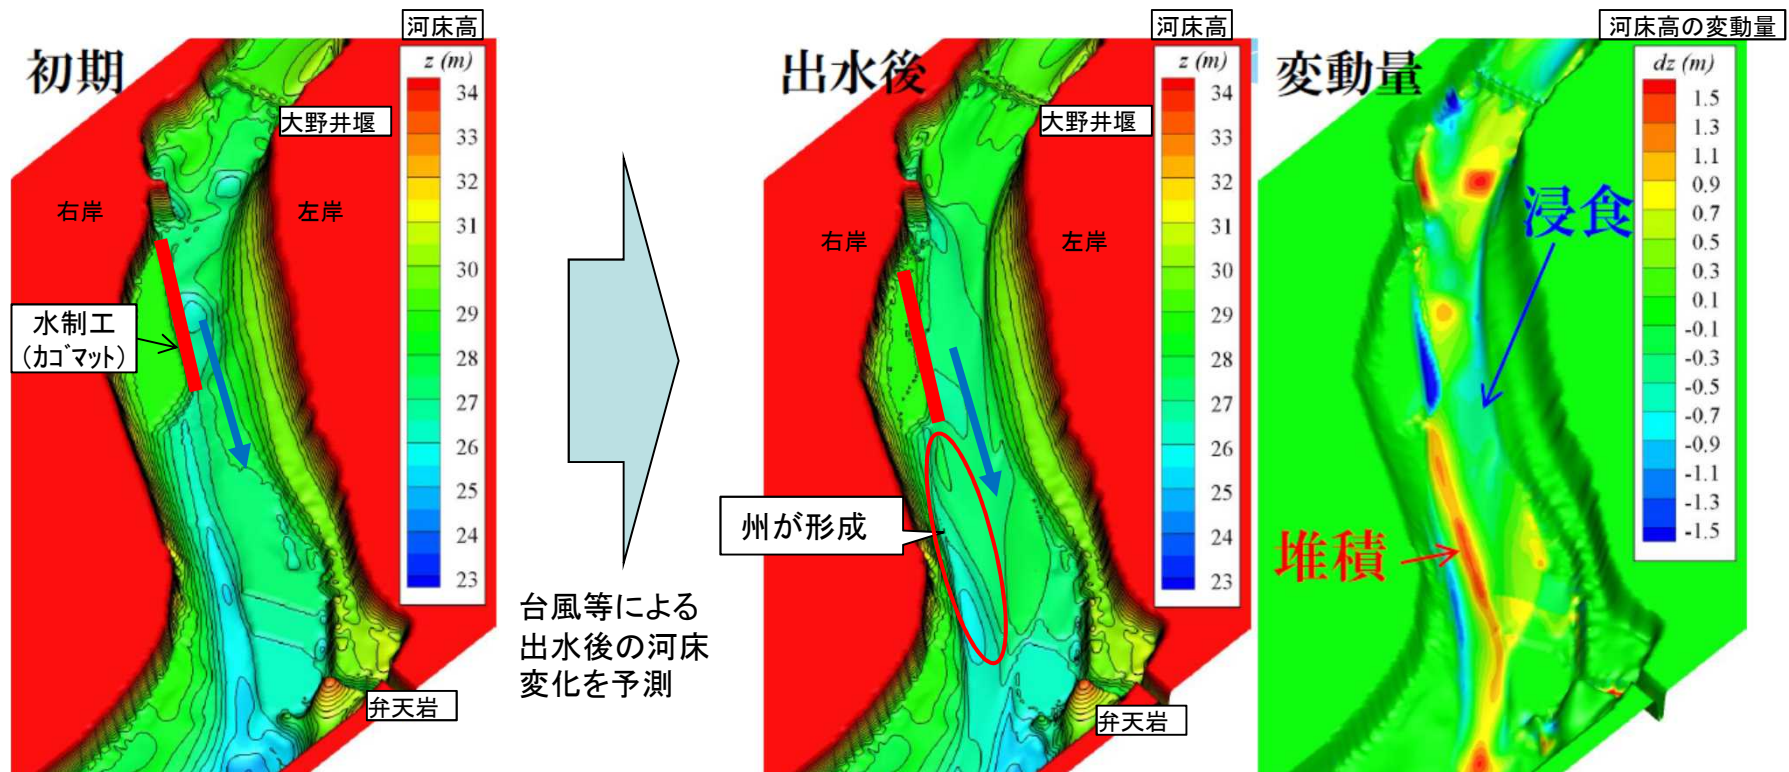 初期
河床高
z (m)
34
33
32
31
30
29
28
27
26
25
24
23
大野井堰
右岸
左岸
水制工
(カゴマット)
弁天岩
台風等による
出水後の河床
変化を予測
出水後
河床高
z (m)
34
33
32
31
30
29
28
27
26
25
24
23
大野井堰
右岸
左岸
州が形成
弁天岩
変動量
河床高の変動量
dz (m)
1.5
1.3
1.1
0.9
0.7
0.5
0.3
0.1
-0.1
-0.3
-0.5
-0.7
-0.9
-1.1
-1.3
-1.5
浸食
堆積